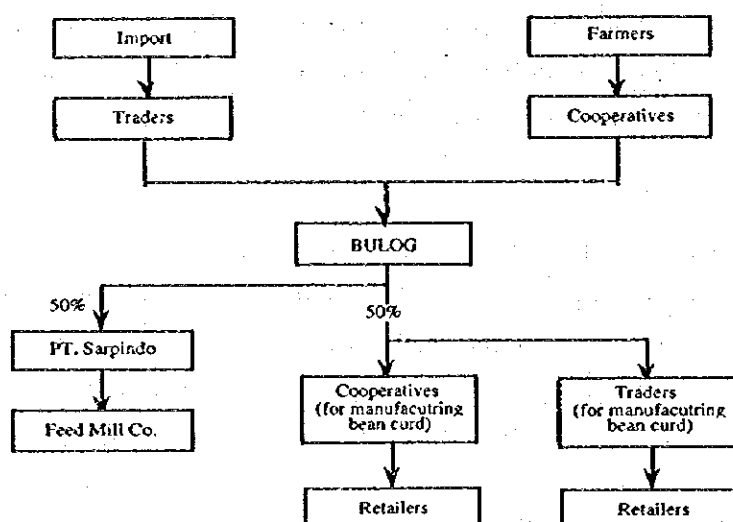 Import
Farmers
Traders
Cooperatives
BULOG
50%
50%
PT. Sarpindo
Cooperatives
(for manufacutring
bean curd)
Traders
(for manufacutring
bean curd)
Feed Mill Co.
Retailers
Retailers